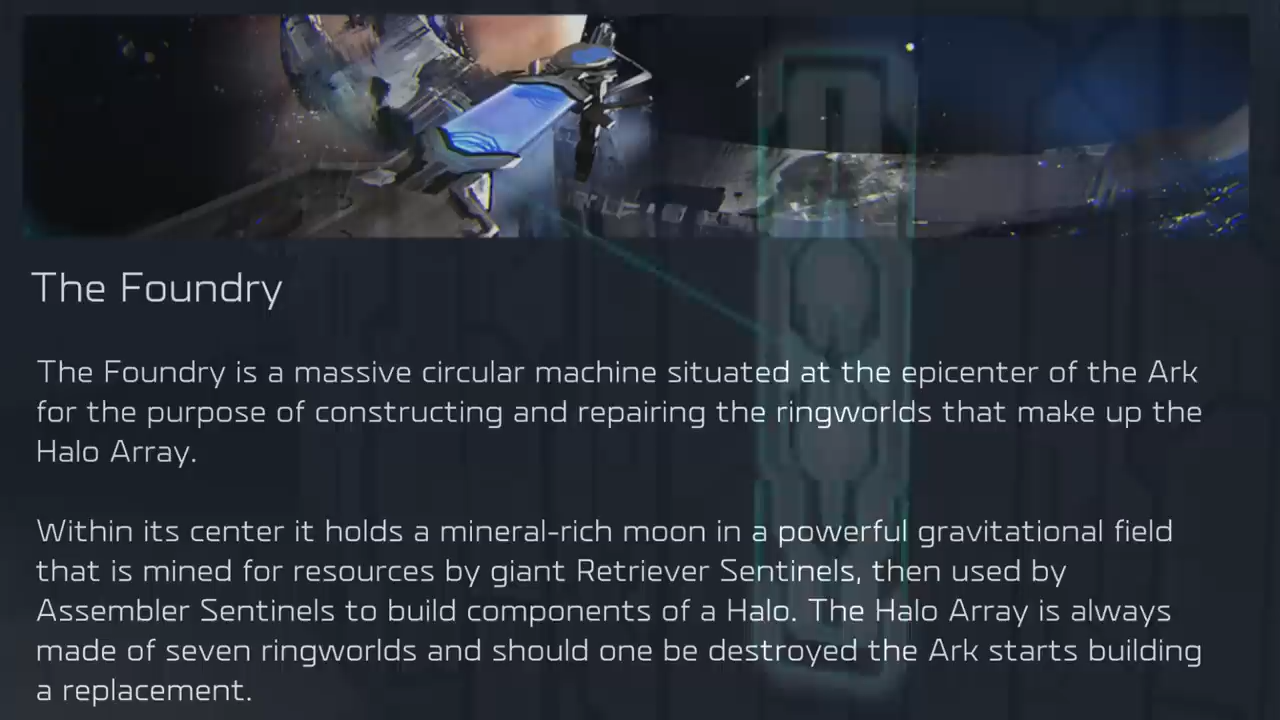 The Foundry
The Foundry is a massive circular machine situated at the epicenter of the Ark
for the purpose of constructing and repairing the ringworlds that make up the
Halo Array.
Within its center it holds a mineral-rich moon in a powerful gravitational field
that is mined for resources by giant Retriever Sentinels, then used by
Assembler Sentinels to build components of a Halo. The Halo Array is always
made of seven ringworlds and should one be destroyed the Ark starts building
a replacement.